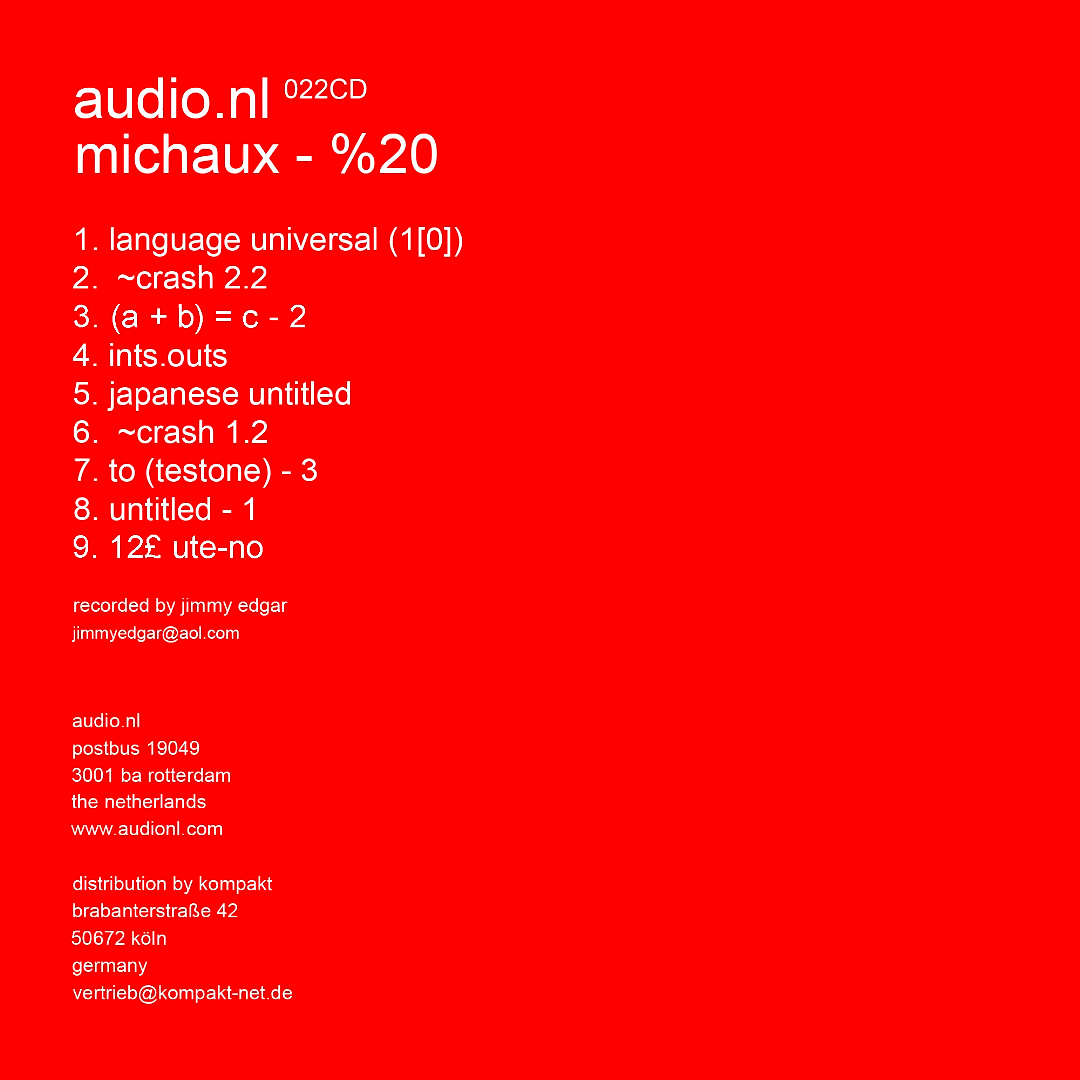 audio.nl 022CD
michaux - %20
1. language universal (1[0])
2.  ~crash 2.2
3. (a + b) = c - 2
4. ints.outs
5. japanese untitled
6.  ~crash 1.2
7. to (testone) - 3
8. untitled - 1
9. 12£ ute-no
recorded by jimmy edgar
jimmyedgar@aol.com
audio.nl
postbus 19049
3001 ba rotterdam
the netherlands
www.audionl.com
distribution by kompakt
brabanterstraße 42
50672 köln
germany
vertrieb@kompakt-net.de